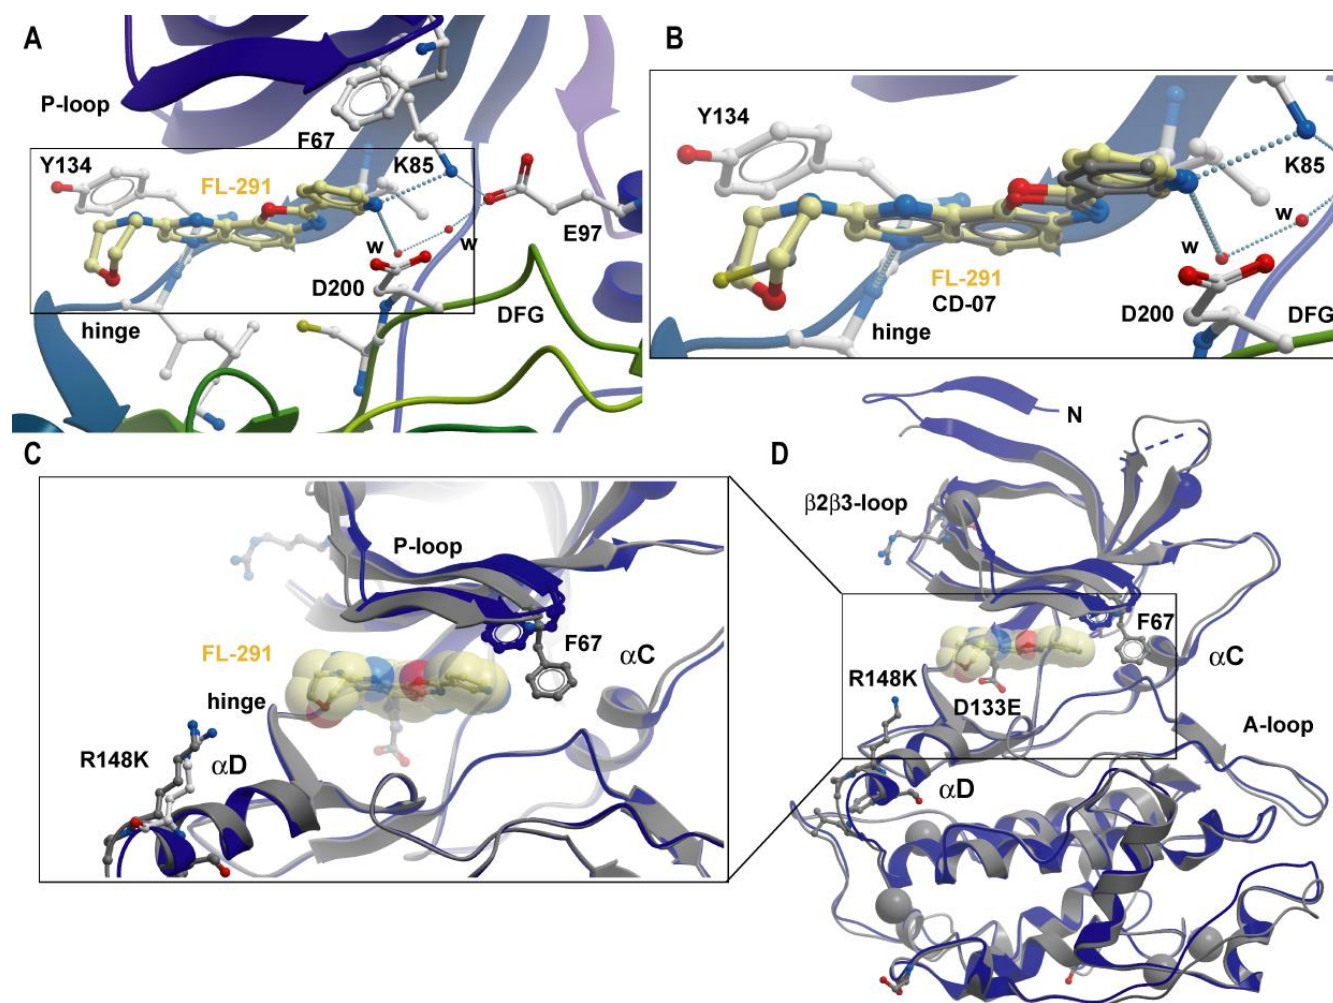 A
P-loop
F67
Y134
FL-291
K85
E97
w
w
D200
DFG
hinge
B
Y134
K85
w
w
FL-291
CD-07
D200
hinge
DFG
C
P-loop
F67
FL-291
αC
hinge
R148K
αD
D
N
β2β3-loop
F67
αC
R148K
D133E
A-loop
αD